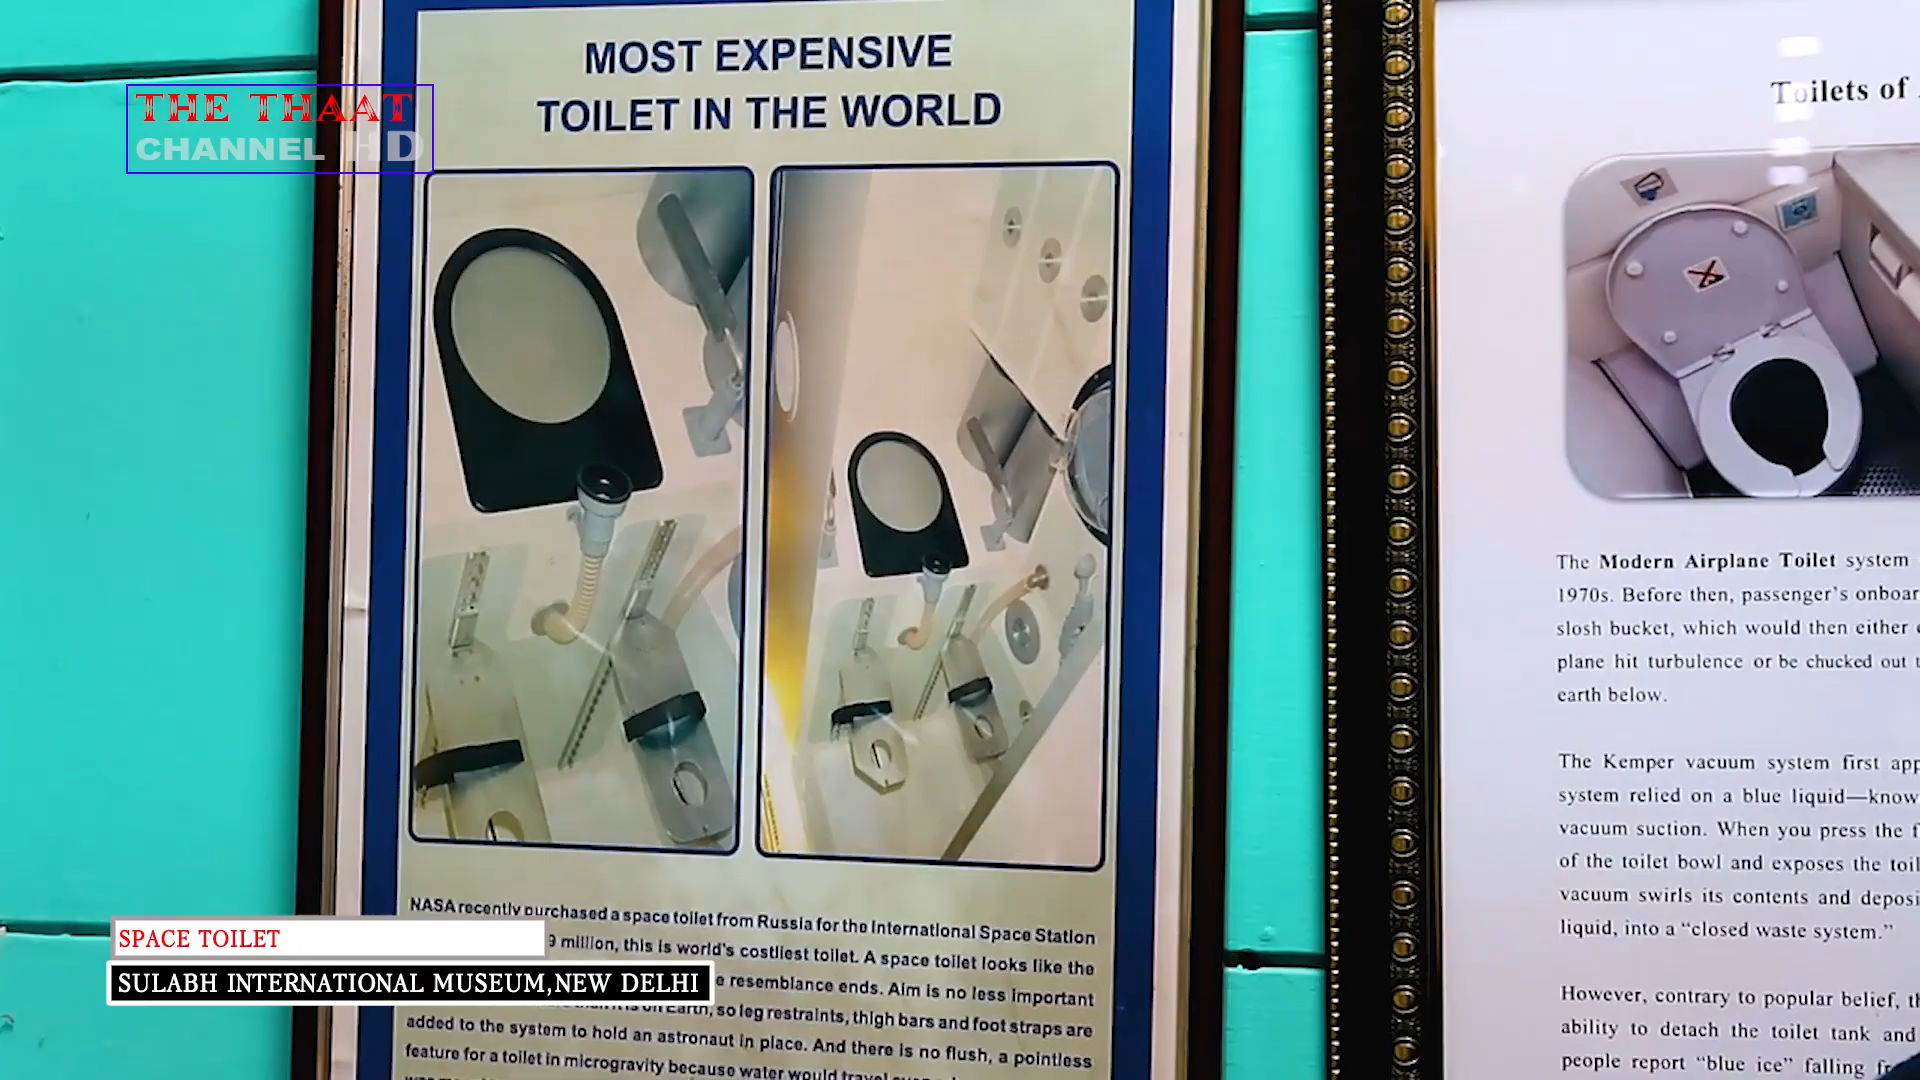 MOST EXPENSIVE
TOILET IN THE WORLD
THE THAAT
CHANNEL HD
NASA recently purchased a space toilet from Russia for the International Space Station
9 million, this is world's costliest toilet. A space toilet looks like the
e resemblance ends. Aim is no less important
on Earth, so leg restraints, thigh bars and foot straps are
added to the system to hold an astronaut in place. And there is no flush, a pointless
feature for a toilet in microgravity because water would travel
SPACE TOILET
SULABH INTERNATIONAL MUSEUM,NEW DELHI
Toilets of
The Modern Airplane Toilet system
1970s. Before then, passenger's onboar
slosh bucket, which would then either
plane hit turbulence or be chucked out t
earth below.
The Kemper vacuum system first app
system relied on a blue liquid—know
vacuum suction. When you press the f
of the toilet bowl and exposes the toil
vacuum swirls its contents and deposi
liquid, into a “closed waste system.”
However, contrary to popular belief, th
ability to detach the toilet tank and
people report “blue ice” falling fr